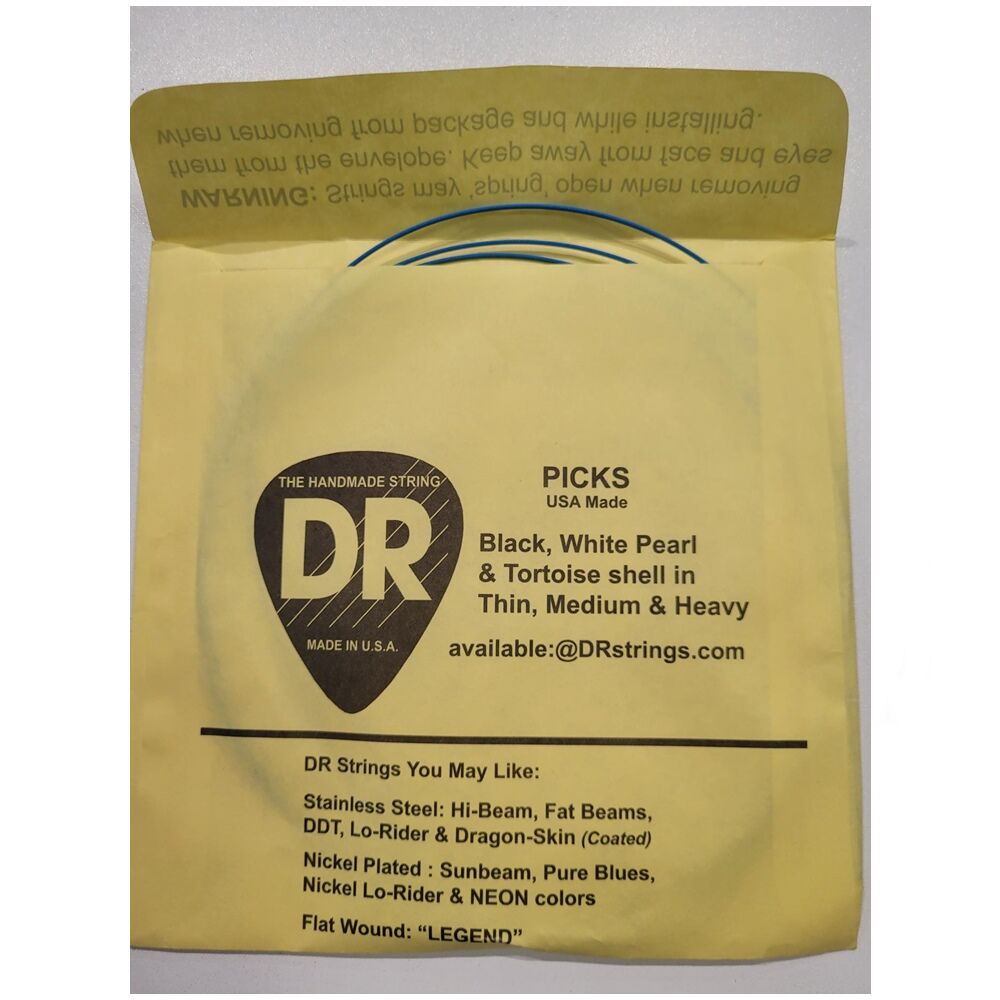 WARNING: Strings may 'spring' open when removing
them from the envelope. Keep away from face and eyes
when removing from package and while installing.
THE HANDMADE STRING
DR
MADE IN U.S.A.
PICKS
USA Made
Black, White Pearl
& Tortoise shell in
Thin, Medium & Heavy
available:@DRstrings.com
DR Strings You May Like:
Stainless Steel: Hi-Beam, Fat Beams,
DDT, Lo-Rider & Dragon-Skin (Coated)
Nickel Plated : Sunbeam, Pure Blues,
Nickel Lo-Rider & NEON colors
Flat Wound: “LEGEND”